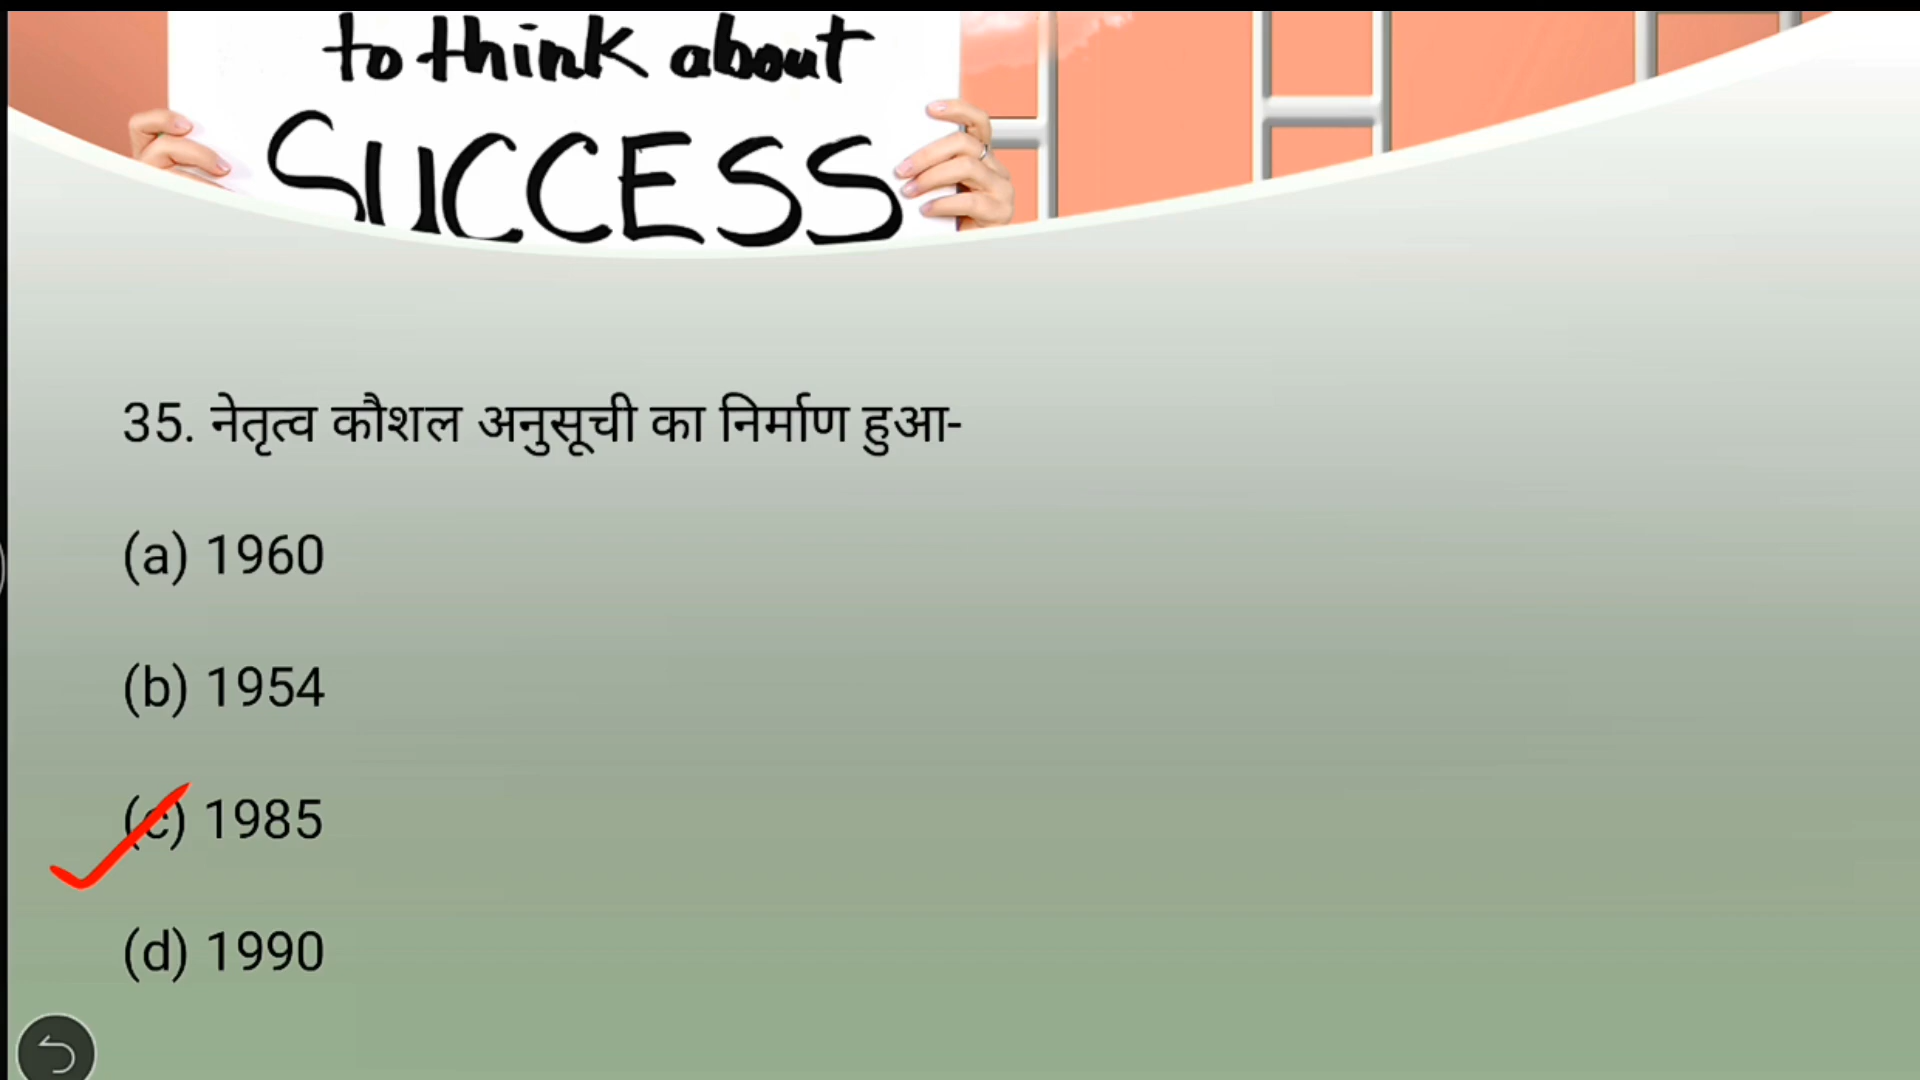 to think about
SUCCESS
35. नेतृत्व कौशल अनुसूची का निर्माण हुआ-
(a) 1960
(b) 1954
(c) 1985
(d) 1990